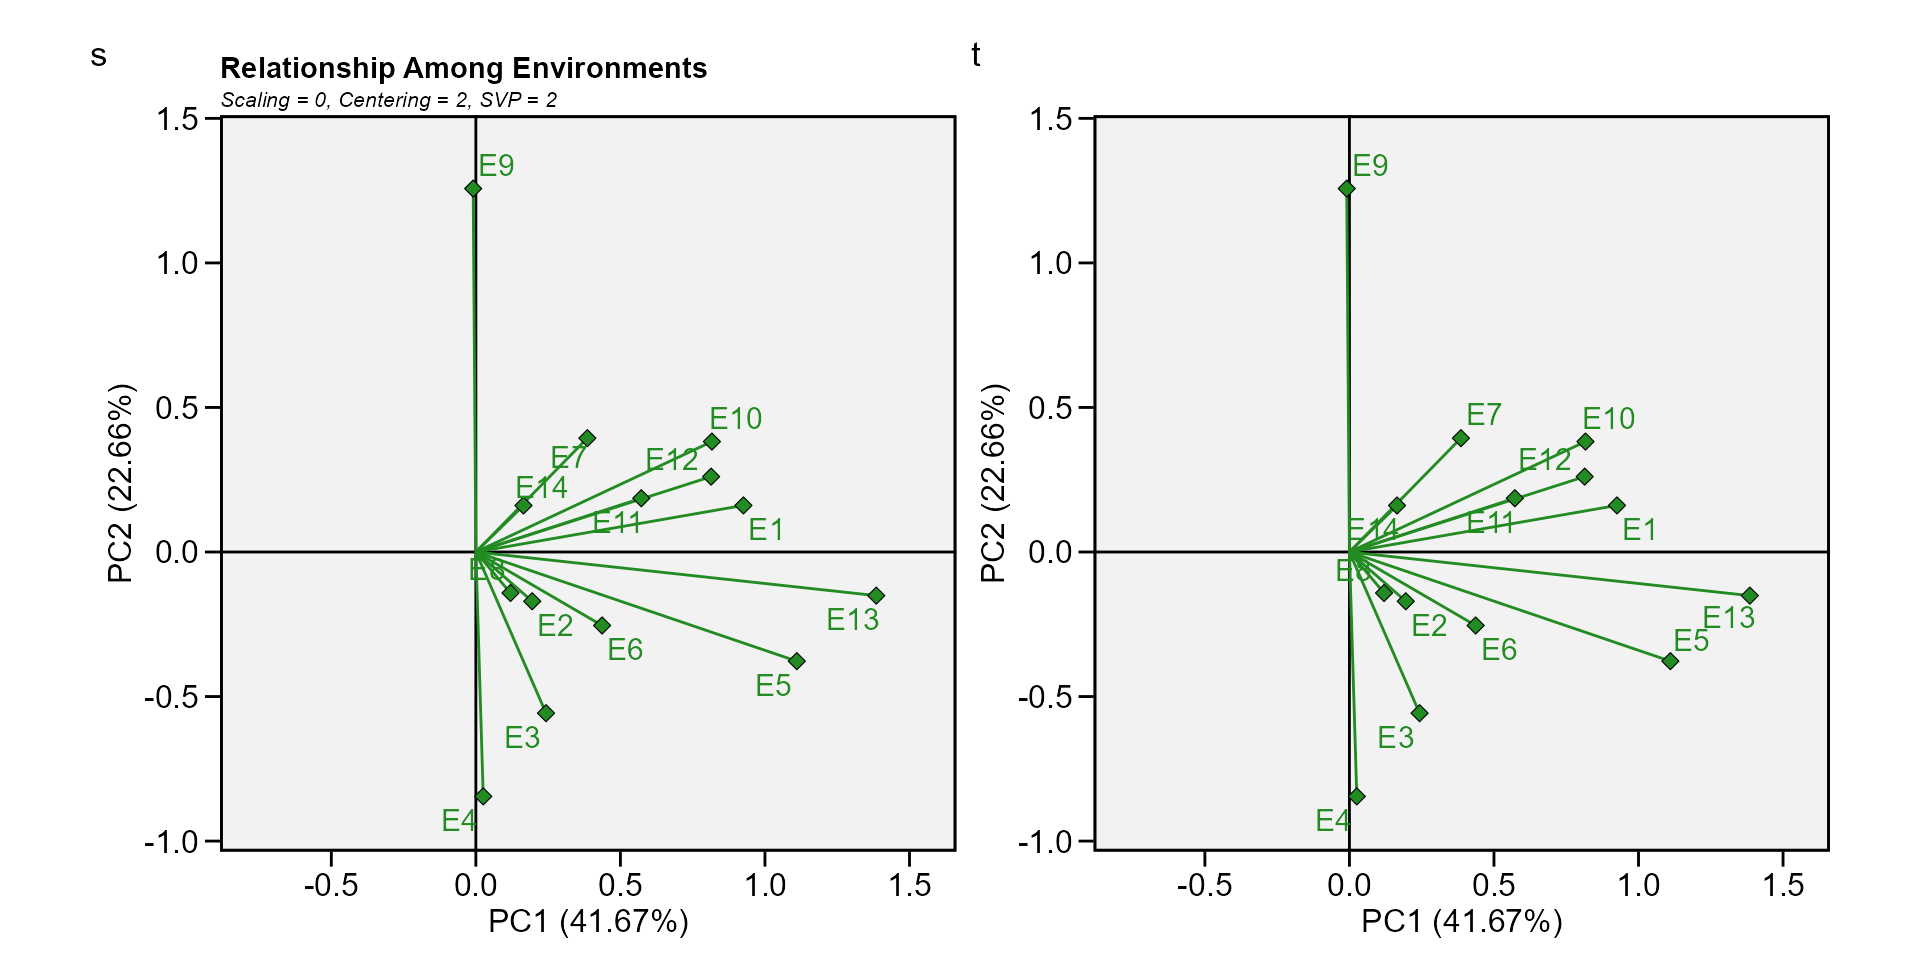 s
Relationship Among Environments
Scaling = 0, Centering = 2, SVP = 2
1.5
1.0
0.5
0.0
-0.5
-1.0
PC2 (22.66%)
E9
E10
E7
E12
E14
E11
E1
E8
E2
E13
E6
E5
E3
E4
-0.5
0.0
0.5
1.0
1.5
PC1 (41.67%)
t
1.5
1.0
0.5
0.0
-0.5
-1.0
PC2 (22.66%)
E9
E7
E10
E12
E14
E11
E1
E8
E2
E13
E5
E6
E3
E4
-0.5
0.0
0.5
1.0
1.5
PC1 (41.67%)